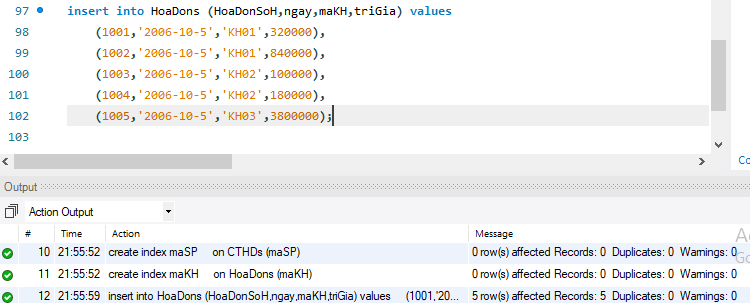 97 insert into HoaDons (HoaDonSoH,ngay,maKH,triGia) values
98 (1001,'2006-10-5','KH01',320000),
99 (1002,'2006-10-5','KH01',840000),
100 (1003,'2006-10-5','KH02',100000),
101 (1004,'2006-10-5','KH02',180000),
102 (1005,'2006-10-5','KH03',3800000);
103
Co
Output
Action Output
# Time Action Message
10 21:55:52 create index maSP on CTHDs (maSP) 0 row(s) affected Records: 0 Duplicates: 0 Warnings: 0
11 21:55:52 create index maKH on HoaDons (maKH) 0 row(s) affected Records: 0 Duplicates: 0 Warnings: 0
12 21:55:59 insert into HoaDons (HoaDonSoH,ngay,maKH,triGia) values (1001,'20... 5 row(s) affected Records: 5 Duplicates: 0 Warnings: 0